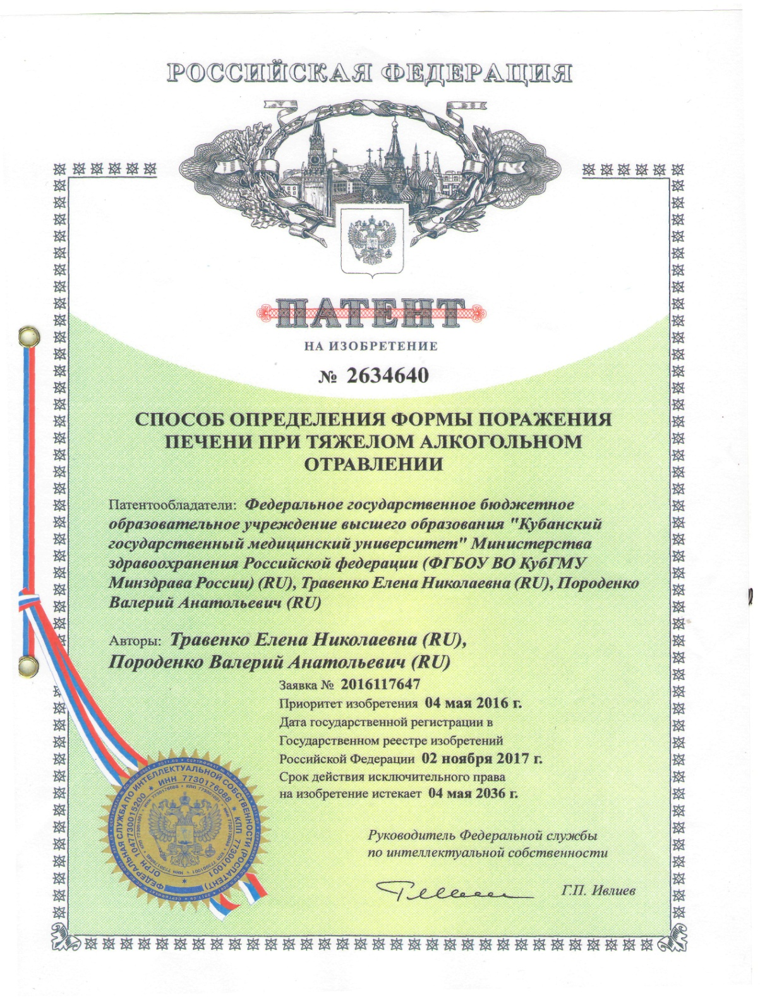 РОССИЙСКАЯ ФЕДЕРАЦИЯ
ПАТЕНТ
НА ИЗОБРЕТЕНИЕ
№ 2634640
СПОСОБ ОПРЕДЕЛЕНИЯ ФОРМЫ ПОРАЖЕНИЯ
ПЕЧЕНИ ПРИ ТЯЖЕЛОМ АЛКОГОЛЬНОМ
ОТРАВЛЕНИИ
Патентообладатели: Федеральное государственное бюджетное
образовательное учреждение высшего образования "Кубанский
государственный медицинский университет" Министерства
здравоохранения Российской федерации (ФГБОУ ВО КубГМУ
Минздрава России) (RU), Травенко Елена Николаевна (RU), Породенко
Валерий Анатольевич (RU)
Авторы: Травенко Елена Николаевна (RU),
Породенко Валерий Анатольевич (RU)
Заявка № 2016117647
Приоритет изобретения 04 мая 2016 г.
Дата государственной регистрации в
Государственном реестре изобретений
Российской Федерации 02 ноября 2017 г.
Срок действия исключительного права
на изобретение истекает 04 мая 2036 г.
Руководитель Федеральной службы
по интеллектуальной собственности
Г.П. Ивлиев
ФЕДЕРАЛЬНАЯ СЛУЖБА ПО ИНТЕЛЛЕКТУАЛЬНОЙ СОБСТВЕННОСТИ (РОСПАТЕНТ)
ОГРН 1047730015200 * ИНН 7730176088 * КПП 773001001